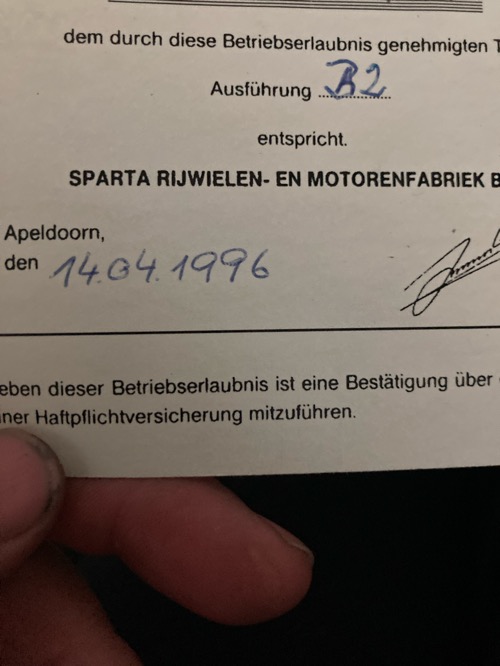 dem durch diese Betriebserlaubnis genehmigten
Ausführung B2
entspricht.
SPARTA RIJWIELEN- EN MOTORENFABRIEK B
Apeldoorn,
den 14.04.1996
eben dieser Betriebserlaubnis ist eine Bestätigung über
iner Haftpflichtversicherung mitzuführen.